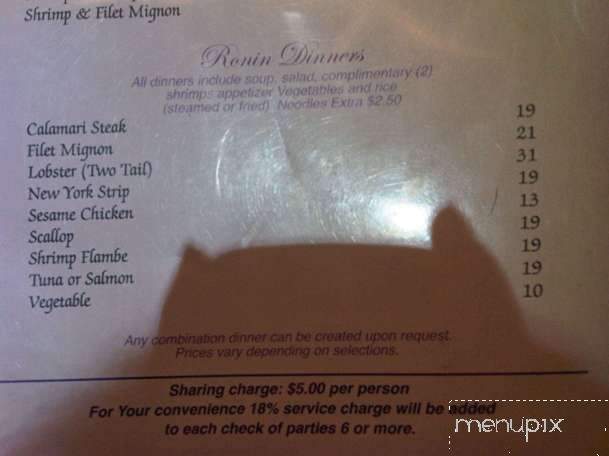 Shrimp & Filet Mignon
Ronin Dinners
All dinners include soup, salad, complimentary (2)
shrimps appetizer Vegetables and rice
(steamed or fried) Noodles Extra $2.50
Calamari Steak 19
Filet Mignon 21
Lobster (Two Tail) 31
New York Strip 19
Sesame Chicken 13
Scallop 19
Shrimp Flambe 19
Tuna or Salmon 19
Vegetable 10
Any combination dinner can be created upon request.
Prices vary depending on selections.
Sharing charge: $5.00 per person
For Your convenience 18% service charge will be added
to each check of parties 6 or more.
menupix